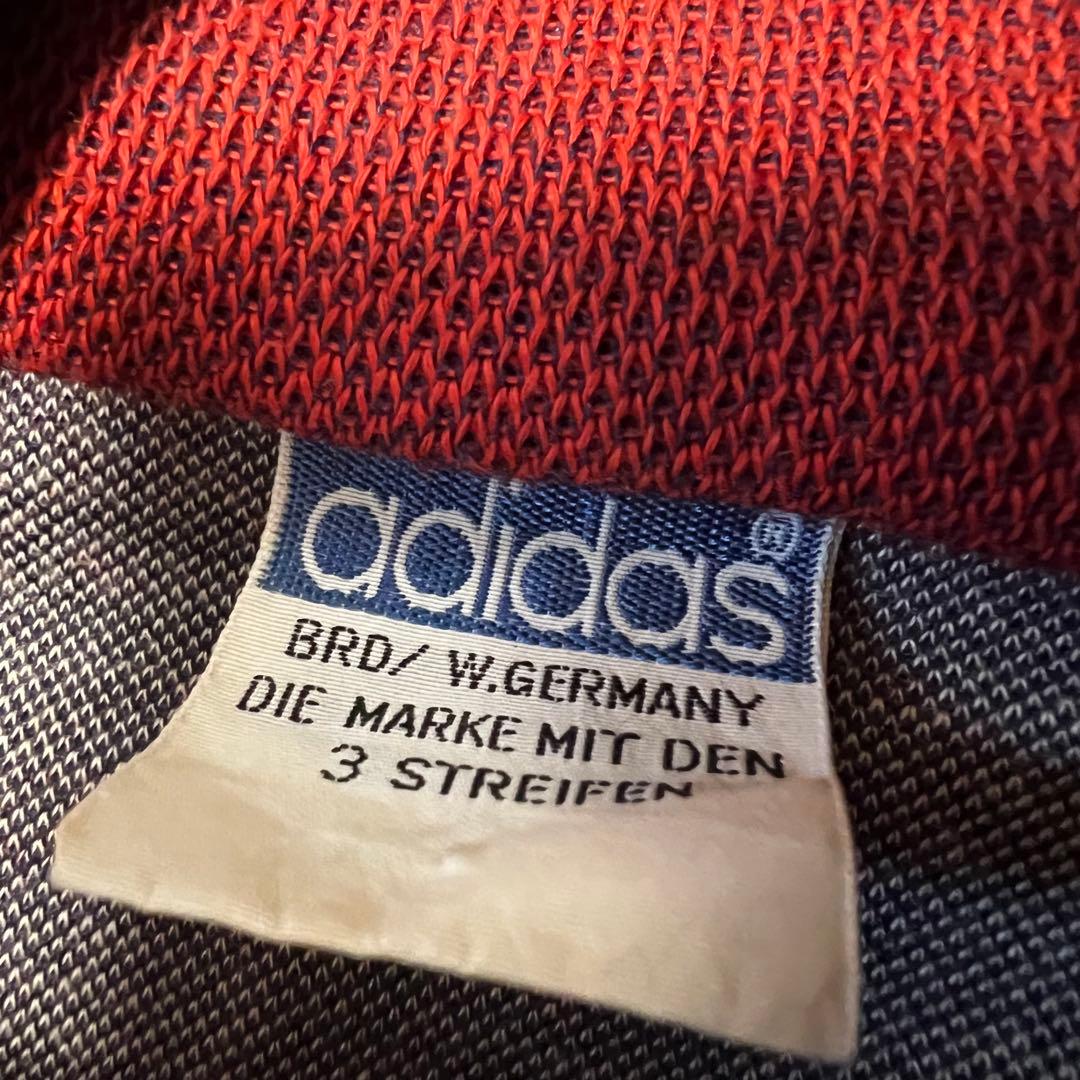 adidas®
BRD/ W.GERMANY
DIE MARKE MIT DEN
3 STREIFEN